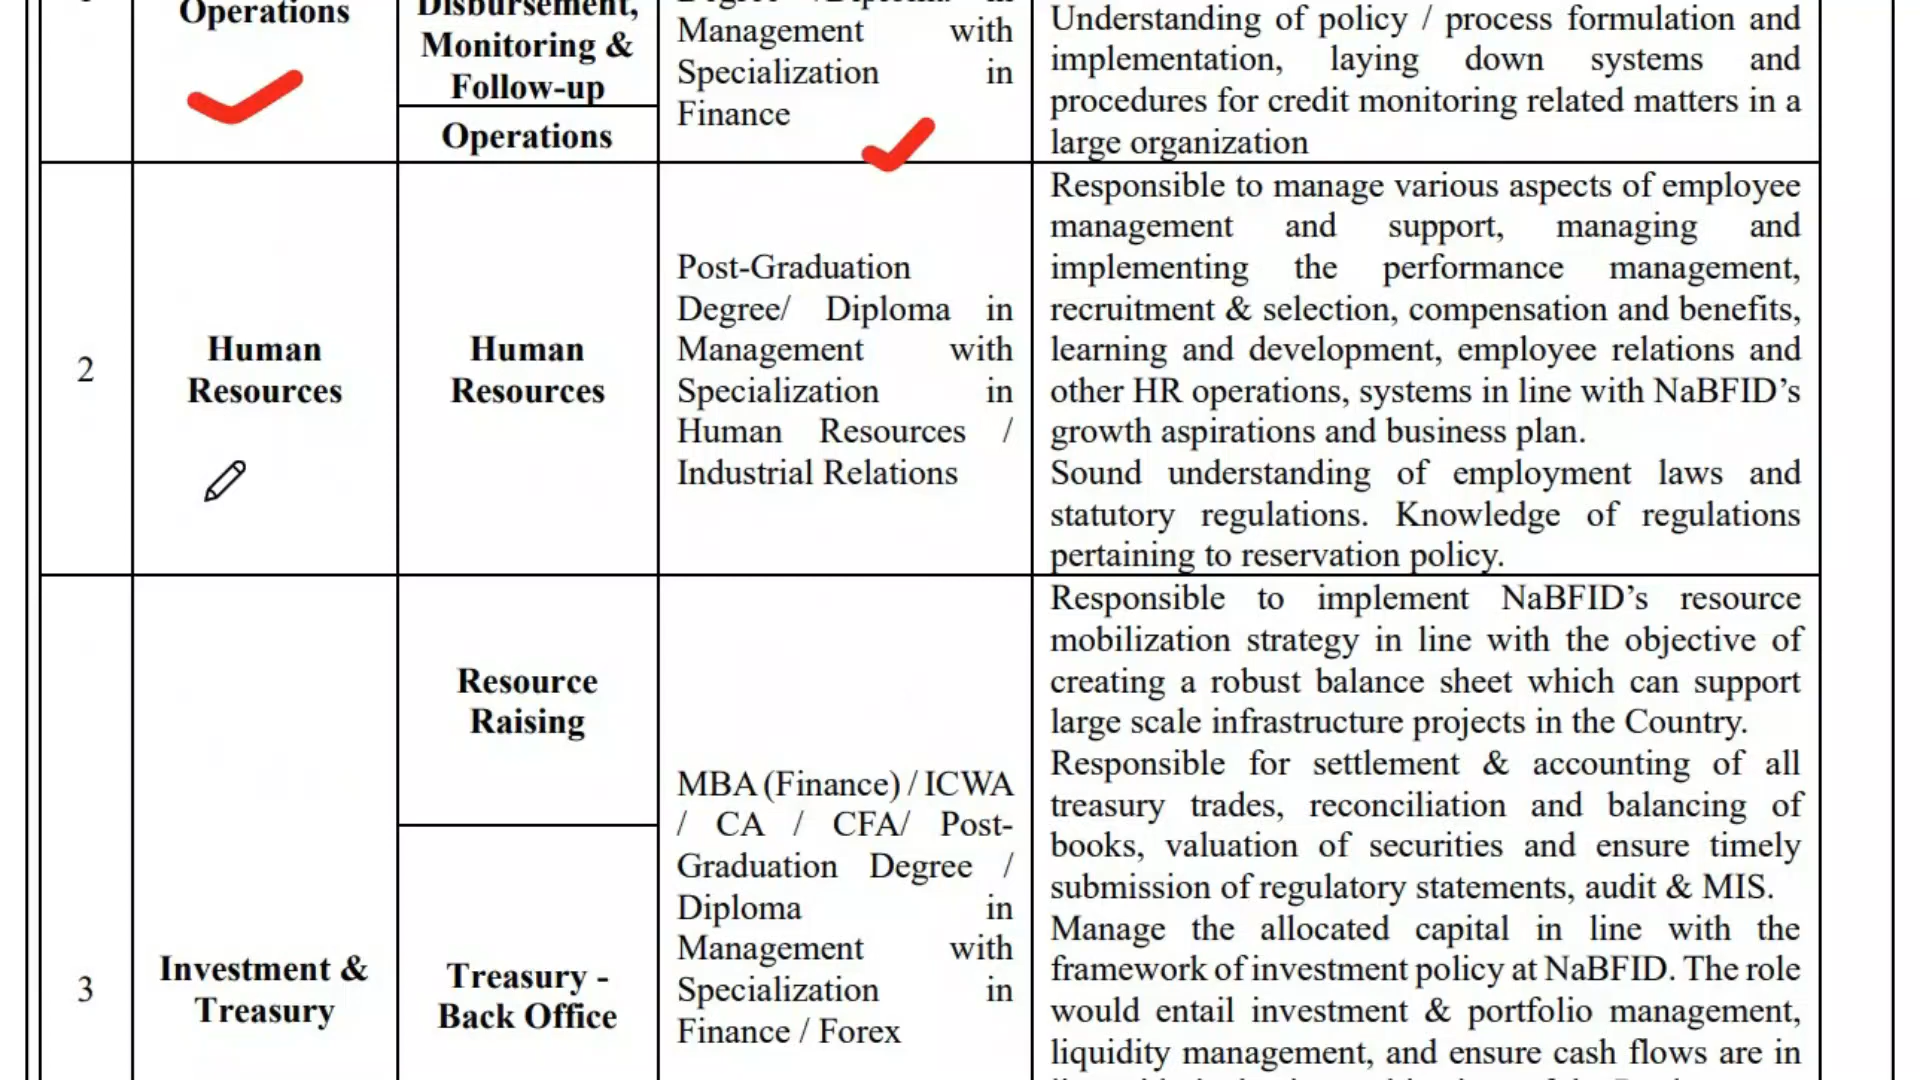 Operations
Disbursement,
Monitoring &
Follow-up
Operations
Management with
Specialization in
Finance
Understanding of policy / process formulation and
implementation, laying down systems and
procedures for credit monitoring related matters in a
large organization
2
Human
Resources
Human
Resources
Post-Graduation
Degree/ Diploma in
Management with
Specialization in
Human Resources /
Industrial Relations
Responsible to manage various aspects of employee
management and support, managing and
implementing the performance management,
recruitment & selection, compensation and benefits,
learning and development, employee relations and
other HR operations, systems in line with NaBFID’s
growth aspirations and business plan.
Sound understanding of employment laws and
statutory regulations. Knowledge of regulations
pertaining to reservation policy.
3
Investment &
Treasury
Resource
Raising
Treasury -
Back Office
MBA (Finance) / ICWA
/ CA / CFA/ Post-
Graduation Degree /
Diploma in
Management with
Specialization in
Finance / Forex
Responsible to implement NaBFID’s resource
mobilization strategy in line with the objective of
creating a robust balance sheet which can support
large scale infrastructure projects in the Country.
Responsible for settlement & accounting of all
treasury trades, reconciliation and balancing of
books, valuation of securities and ensure timely
submission of regulatory statements, audit & MIS.
Manage the allocated capital in line with the
framework of investment policy at NaBFID. The role
would entail investment & portfolio management,
liquidity management, and ensure cash flows are in